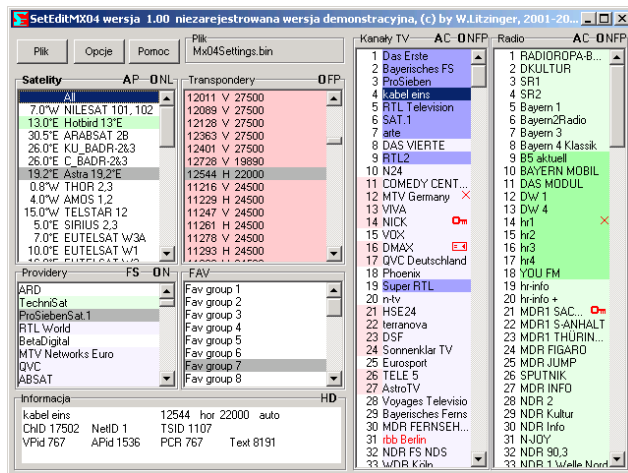 SetEditMX04 wersja 1.00 niezarejestrowana wersja demonstracyjna, (c) by W.Litzinger, 2001-20...
Plik
Opcje
Pomoc
Plik
Mx04Settings.bin
Satelity AP ONL
All
7.0°W NILESAT 101, 102
13.0°E Hotbird 13°E
30.5°E ARABSAT 2B
26.0°E KU_BADR-2&3
26.0°E C_BADR-2&3
19.2°E Astra 19,2°E
0.8°W THOR 2,3
4.0°W AMOS 1,2
15.0°W TELSTAR 12
5.0°E SIRIUS 2,3
7.0°E EUTELSAT W3A
10.0°E EUTELSAT W1
Transpondery OFP
12011 V 27500
12089 V 27500
12128 V 27500
12363 V 27500
12401 V 27500
12728 V 19890
12544 H 22000
11216 V 24500
11229 H 24500
11247 V 24500
11261 H 24500
11278 V 24500
11293 H 24500
Providery FS ON
ARD
TechniSat
ProSiebenSat.1
RTL World
BetaDigital
MTV Networks Euro
QVC
ABSAT
FAV
Fav group 1
Fav group 2
Fav group 3
Fav group 4
Fav group 5
Fav group 6
Fav group 7
Fav group 8
Informacja HD-
kabel eins 12544 hor 22000 auto
ChID 17502 NetID 1 TSID 1107
VPid 767 APid 1536 PCR 767 Text 8191
Kanały TV AC-ONFP
1 Das Erste
2 Bayerisches FS
3 ProSieben
4 kabel eins
5 RTL Television
6 SAT.1
7 arte
8 DAS VIERTE
9 RTL2
10 N24
11 COMEDY CENT...
12 MTV Germany
13 VIVA
14 NICK
15 VOX
16 DMAX
17 QVC Deutschland
18 Phoenix
19 Super RTL
20 n-tv
21 HSE24
22 terranova
23 DSF
24 Sonnenklar TV
25 Eurosport
26 TELE 5
27 AstroTV
28 Voyages Televisio
29 Bayerisches Ferns
30 MDR FERNSEH...
31 rbb Berlin
32 NDR FS NDS
33 WDR Köln
Radio AC-ONFP
1 RADIOROPA-B...
2 DKULTUR
3 SR1
4 SR2
5 Bayern 1
6 Bayern2Radio
7 Bayern 3
8 Bayern 4 Klassik
9 B5 aktuell
10 BAYERN MOBIL
11 DAS MODUL
12 DW 1
13 DW 4
14 hr1
15 hr2
16 hr3
17 hr4
18 YOU FM
19 hr-info
20 hr-info +
21 MDR1 SAC...
22 MDR1 S-ANHALT
23 MDR1 THÜRIN...
24 MDR FIGARO
25 MDR JUMP
26 SPUTNIK
27 MDR INFO
28 NDR 2
29 NDR Kultur
30 NDR Info
31 N-JOY
32 NDR 90,3
33 NDR 1 Welle Nord